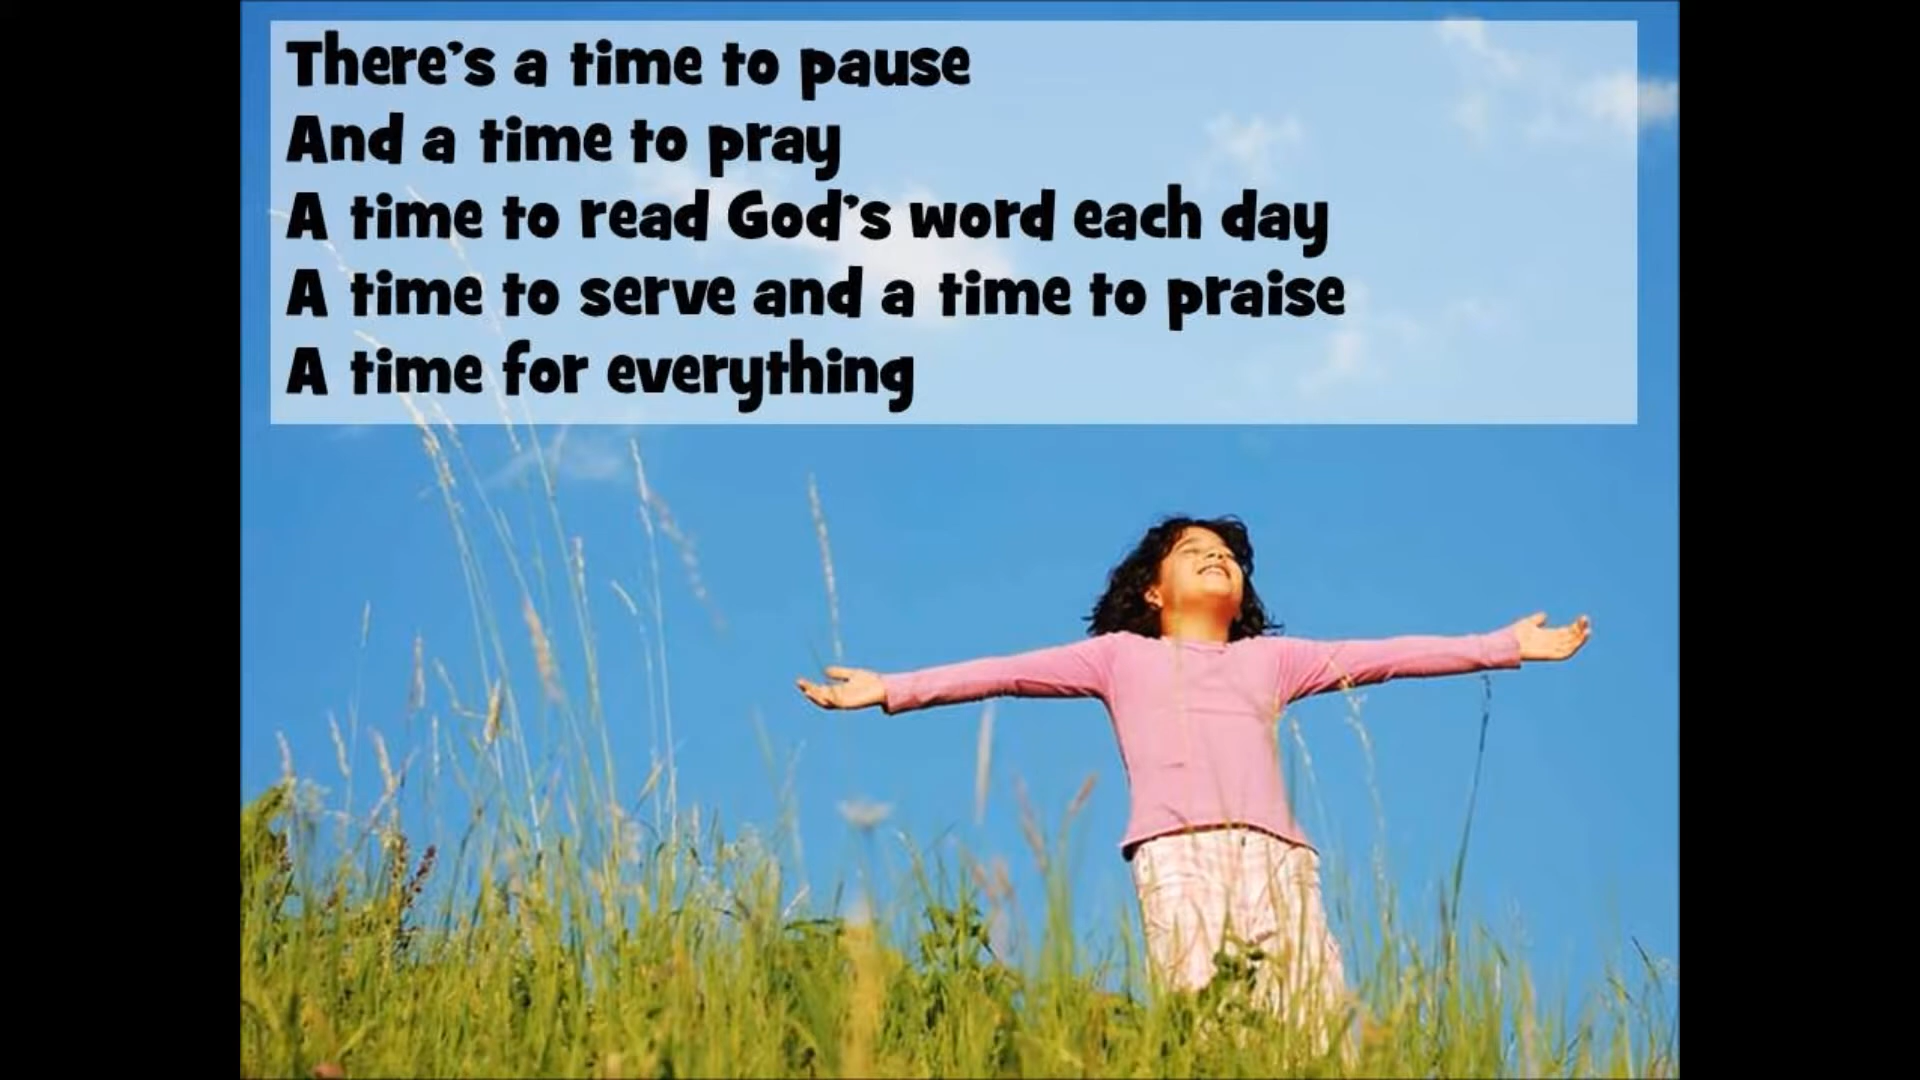 There's a time to pause
And a time to pray
A time to read God's word each day
A time to serve and a time to praise
A time for everything